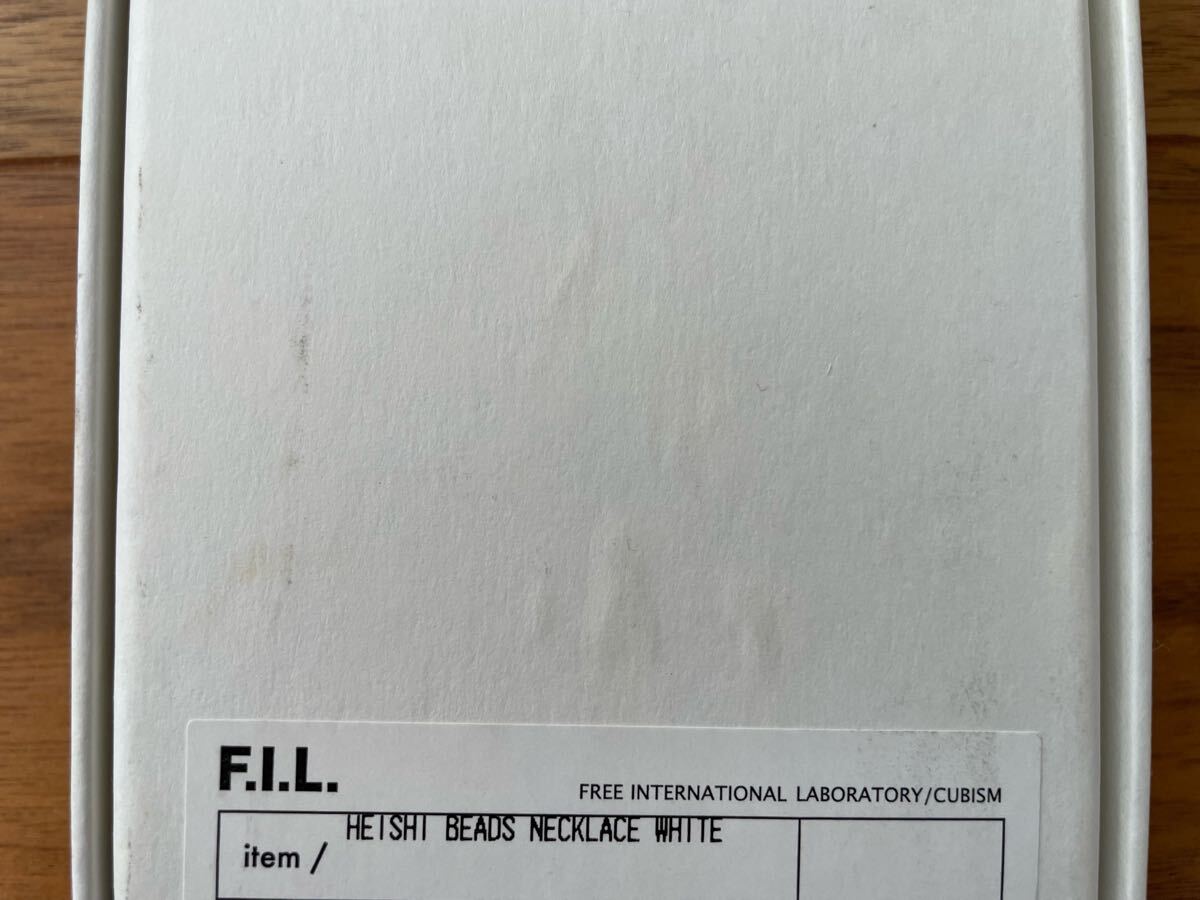 F.I.L.
FREE INTERNATIONAL LABORATORY/CUBISM
HEISHI BEADS NECKLACE WHITE
item /